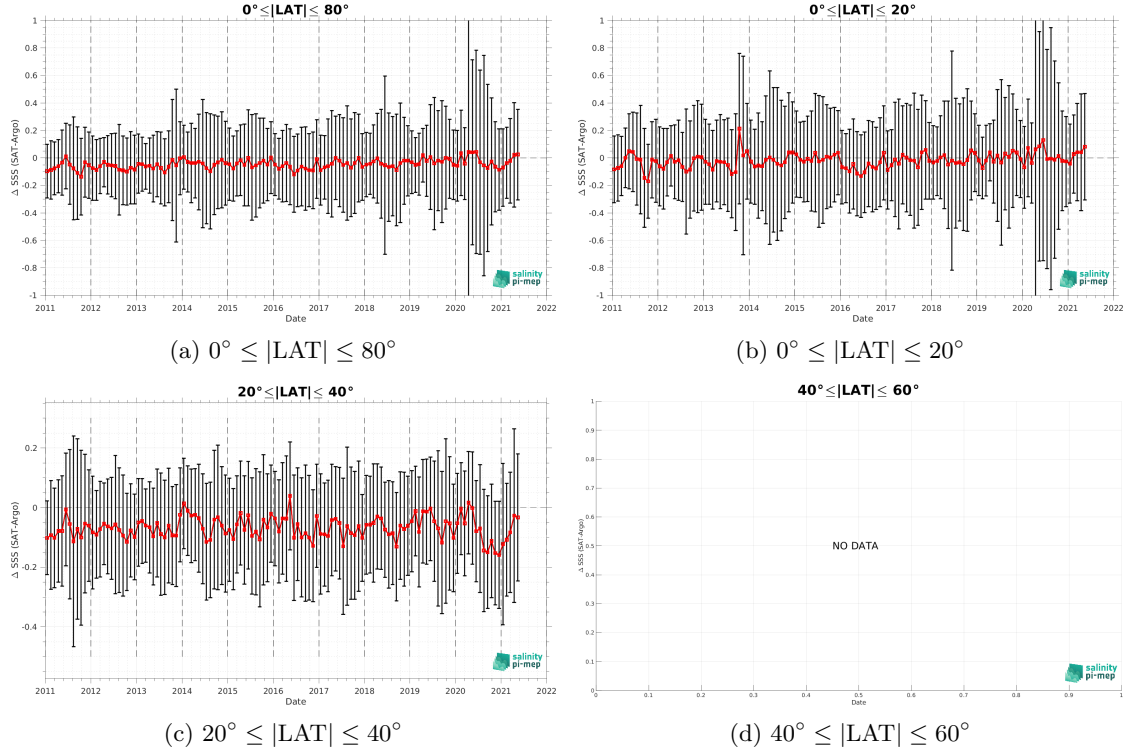 0°≤|LAT|≤ 80°
Δ SSS (SAT-Argo)
1
0.8
0.6
0.4
0.2
0
-0.2
-0.4
-0.6
-0.8
-1
2011 2012 2013 2014 2015 2016 2017 2018 2019 2020 2021 2022
Date
salinity
pi-mep
(a) 0° ≤ |LAT| ≤ 80°
0°≤|LAT|≤ 20°
Δ SSS (SAT-Argo)
1
0.8
0.6
0.4
0.2
0
-0.2
-0.4
-0.6
-0.8
-1
2011 2012 2013 2014 2015 2016 2017 2018 2019 2020 2021 2022
Date
salinity
pi-mep
(b) 0° ≤ |LAT| ≤ 20°
20°≤|LAT|≤ 40°
Δ SSS (SAT-Argo)
0.2
0
-0.2
-0.4
2011 2012 2013 2014 2015 2016 2017 2018 2019 2020 2021 2022
Date
salinity
pi-mep
(c) 20° ≤ |LAT| ≤ 40°
40°≤|LAT|≤ 60°
Δ SSS (SAT-Argo)
1
0.9
0.8
0.7
0.6
0.5
0.4
0.3
0.2
0.1
0
NO DATA
0 0.1 0.2 0.3 0.4 0.5 0.6 0.7 0.8 0.9 1
Date
salinity
pi-mep
(d) 40° ≤ |LAT| ≤ 60°